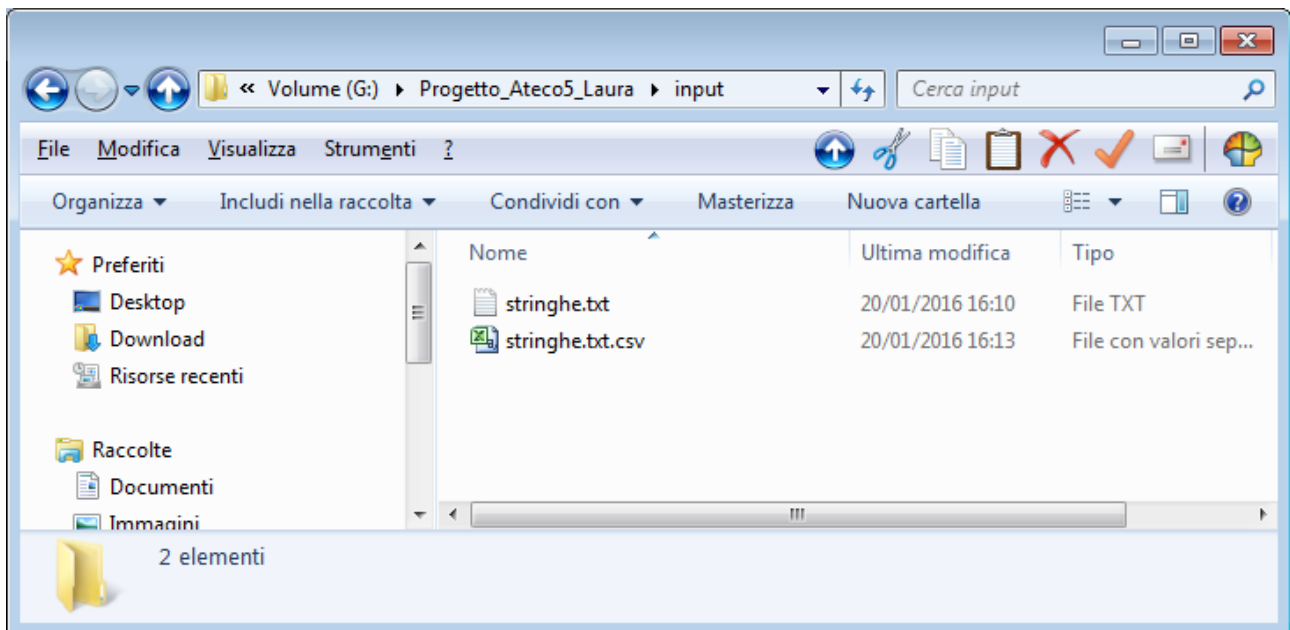 « Volume (G:) ▸ Progetto_Ateco5_Laura ▸ input
Cerca input
File Modifica Visualizza Strumenti ?
Organizza Includi nella raccolta Condividi con Masterizza Nuova cartella
Preferiti
Desktop
Download
Risorse recenti
Raccolte
Documenti
Immagini
Nome Ultima modifica Tipo
stringhe.txt 20/01/2016 16:10 File TXT
stringhe.txt.csv 20/01/2016 16:13 File con valori sep...
2 elementi